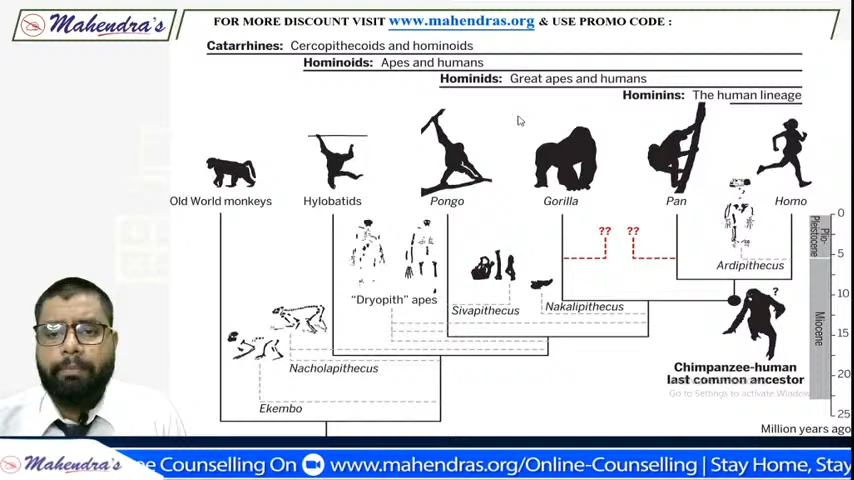 Mahendra's
FOR MORE DISCOUNT VISIT www.mahendras.org & USE PROMO CODE :
Mahendra's
Catarrhines: Cercopithecoids and hominoids
Hominoids: Apes and humans
Hominids: Great apes and humans
Hominins: The human lineage
Old World monkeys
Hylobatids
Pongo
Gorilla
Pan
Homo
0
Plio-
Pleistocene
?? ??
5
Ardipithecus
"Dryopith" apes
Sivapithecus
Nakalipithecus
?
10
Miocene
15
Nacholapithecus
Chimpanzee-human
last common ancestor
20
Go to Settings to activate Window
Ekembo
25
Million years ago
Mahendra's
ne Counselling On www.mahendras.org/Online-Counselling | Stay Home, Stay